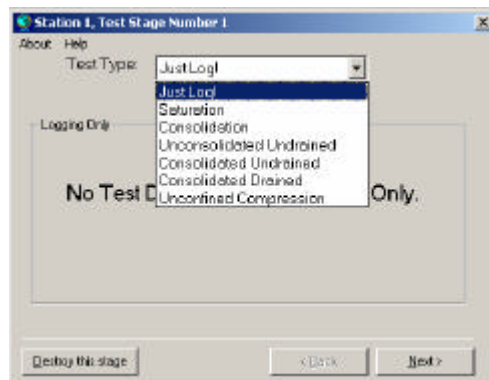 Station 1, Test Stage Number 1
About Help
Test Type: Just Log!
Just Log!
Saturation
Consolidation
Unconsolidated Undrained
Consolidated Undrained
Consolidated Drained
Unconfined Compression
Logging Only
No Test D Only.
Destroy this stage < Back Next >